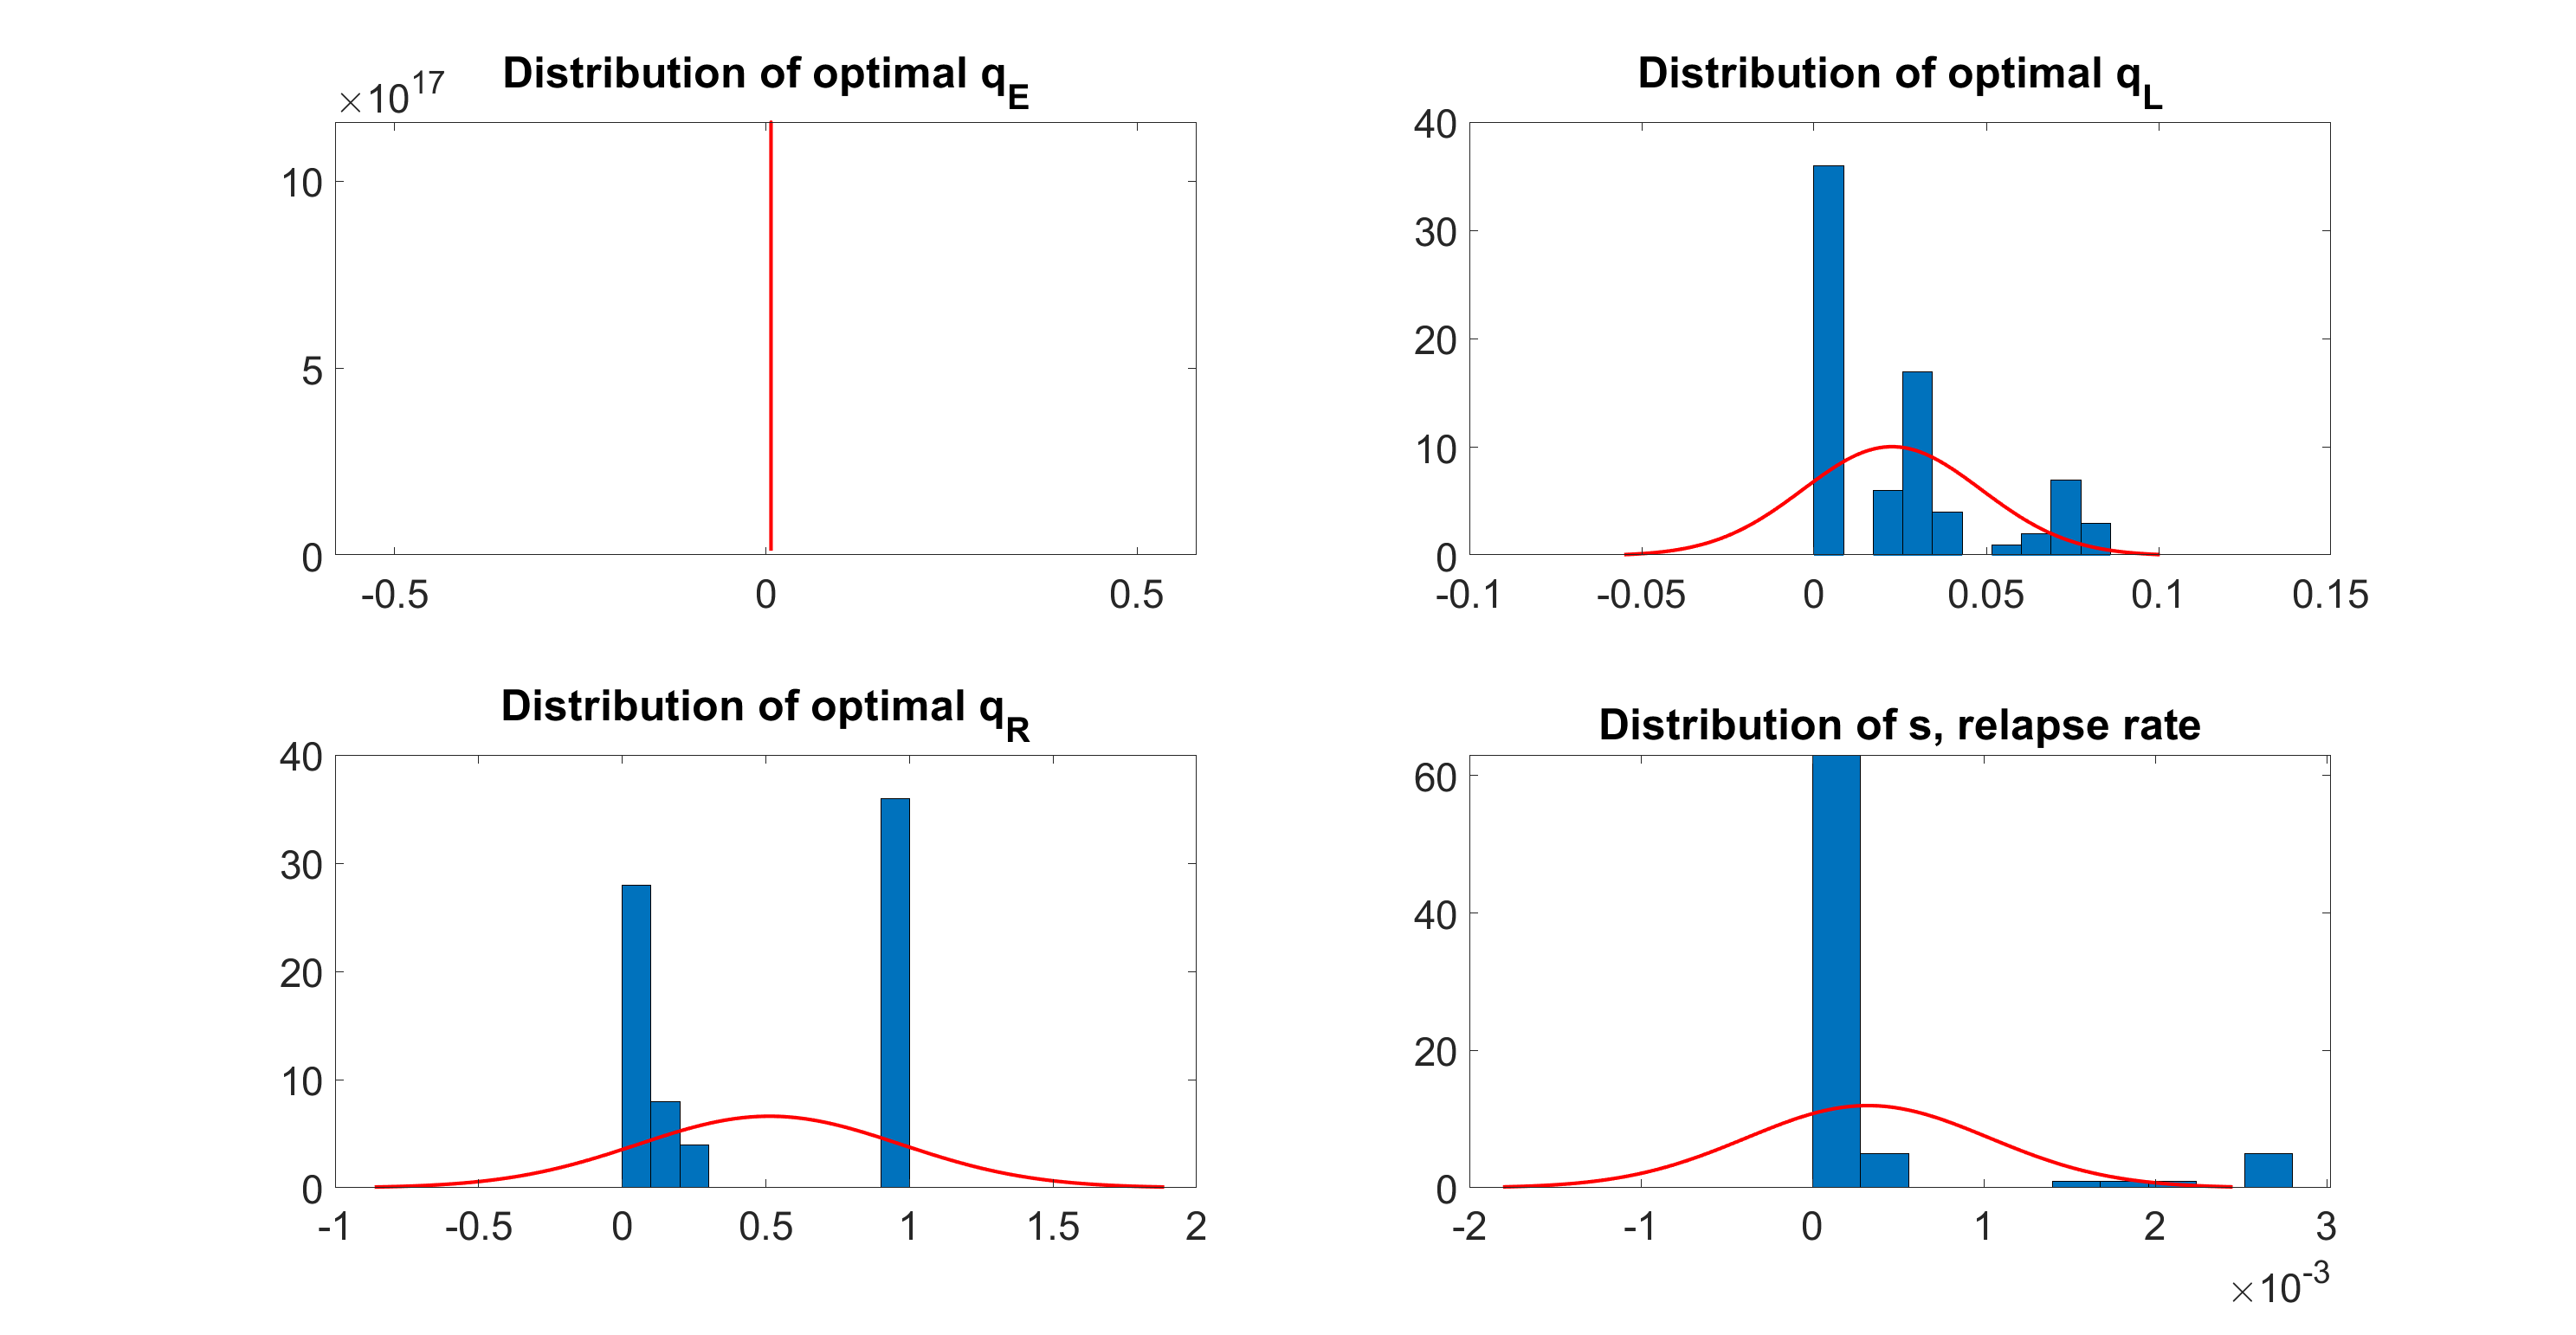 Distribution of optimal q_E
×10^17
10
5
0
-0.5 0 0.5
Distribution of optimal q_L
40
30
20
10
0
-0.1 -0.05 0 0.05 0.1 0.15
Distribution of optimal q_R
40
30
20
10
0
-1 -0.5 0 0.5 1 1.5 2
Distribution of s, relapse rate
60
40
20
0
-2 -1 0 1 2 3
×10^-3